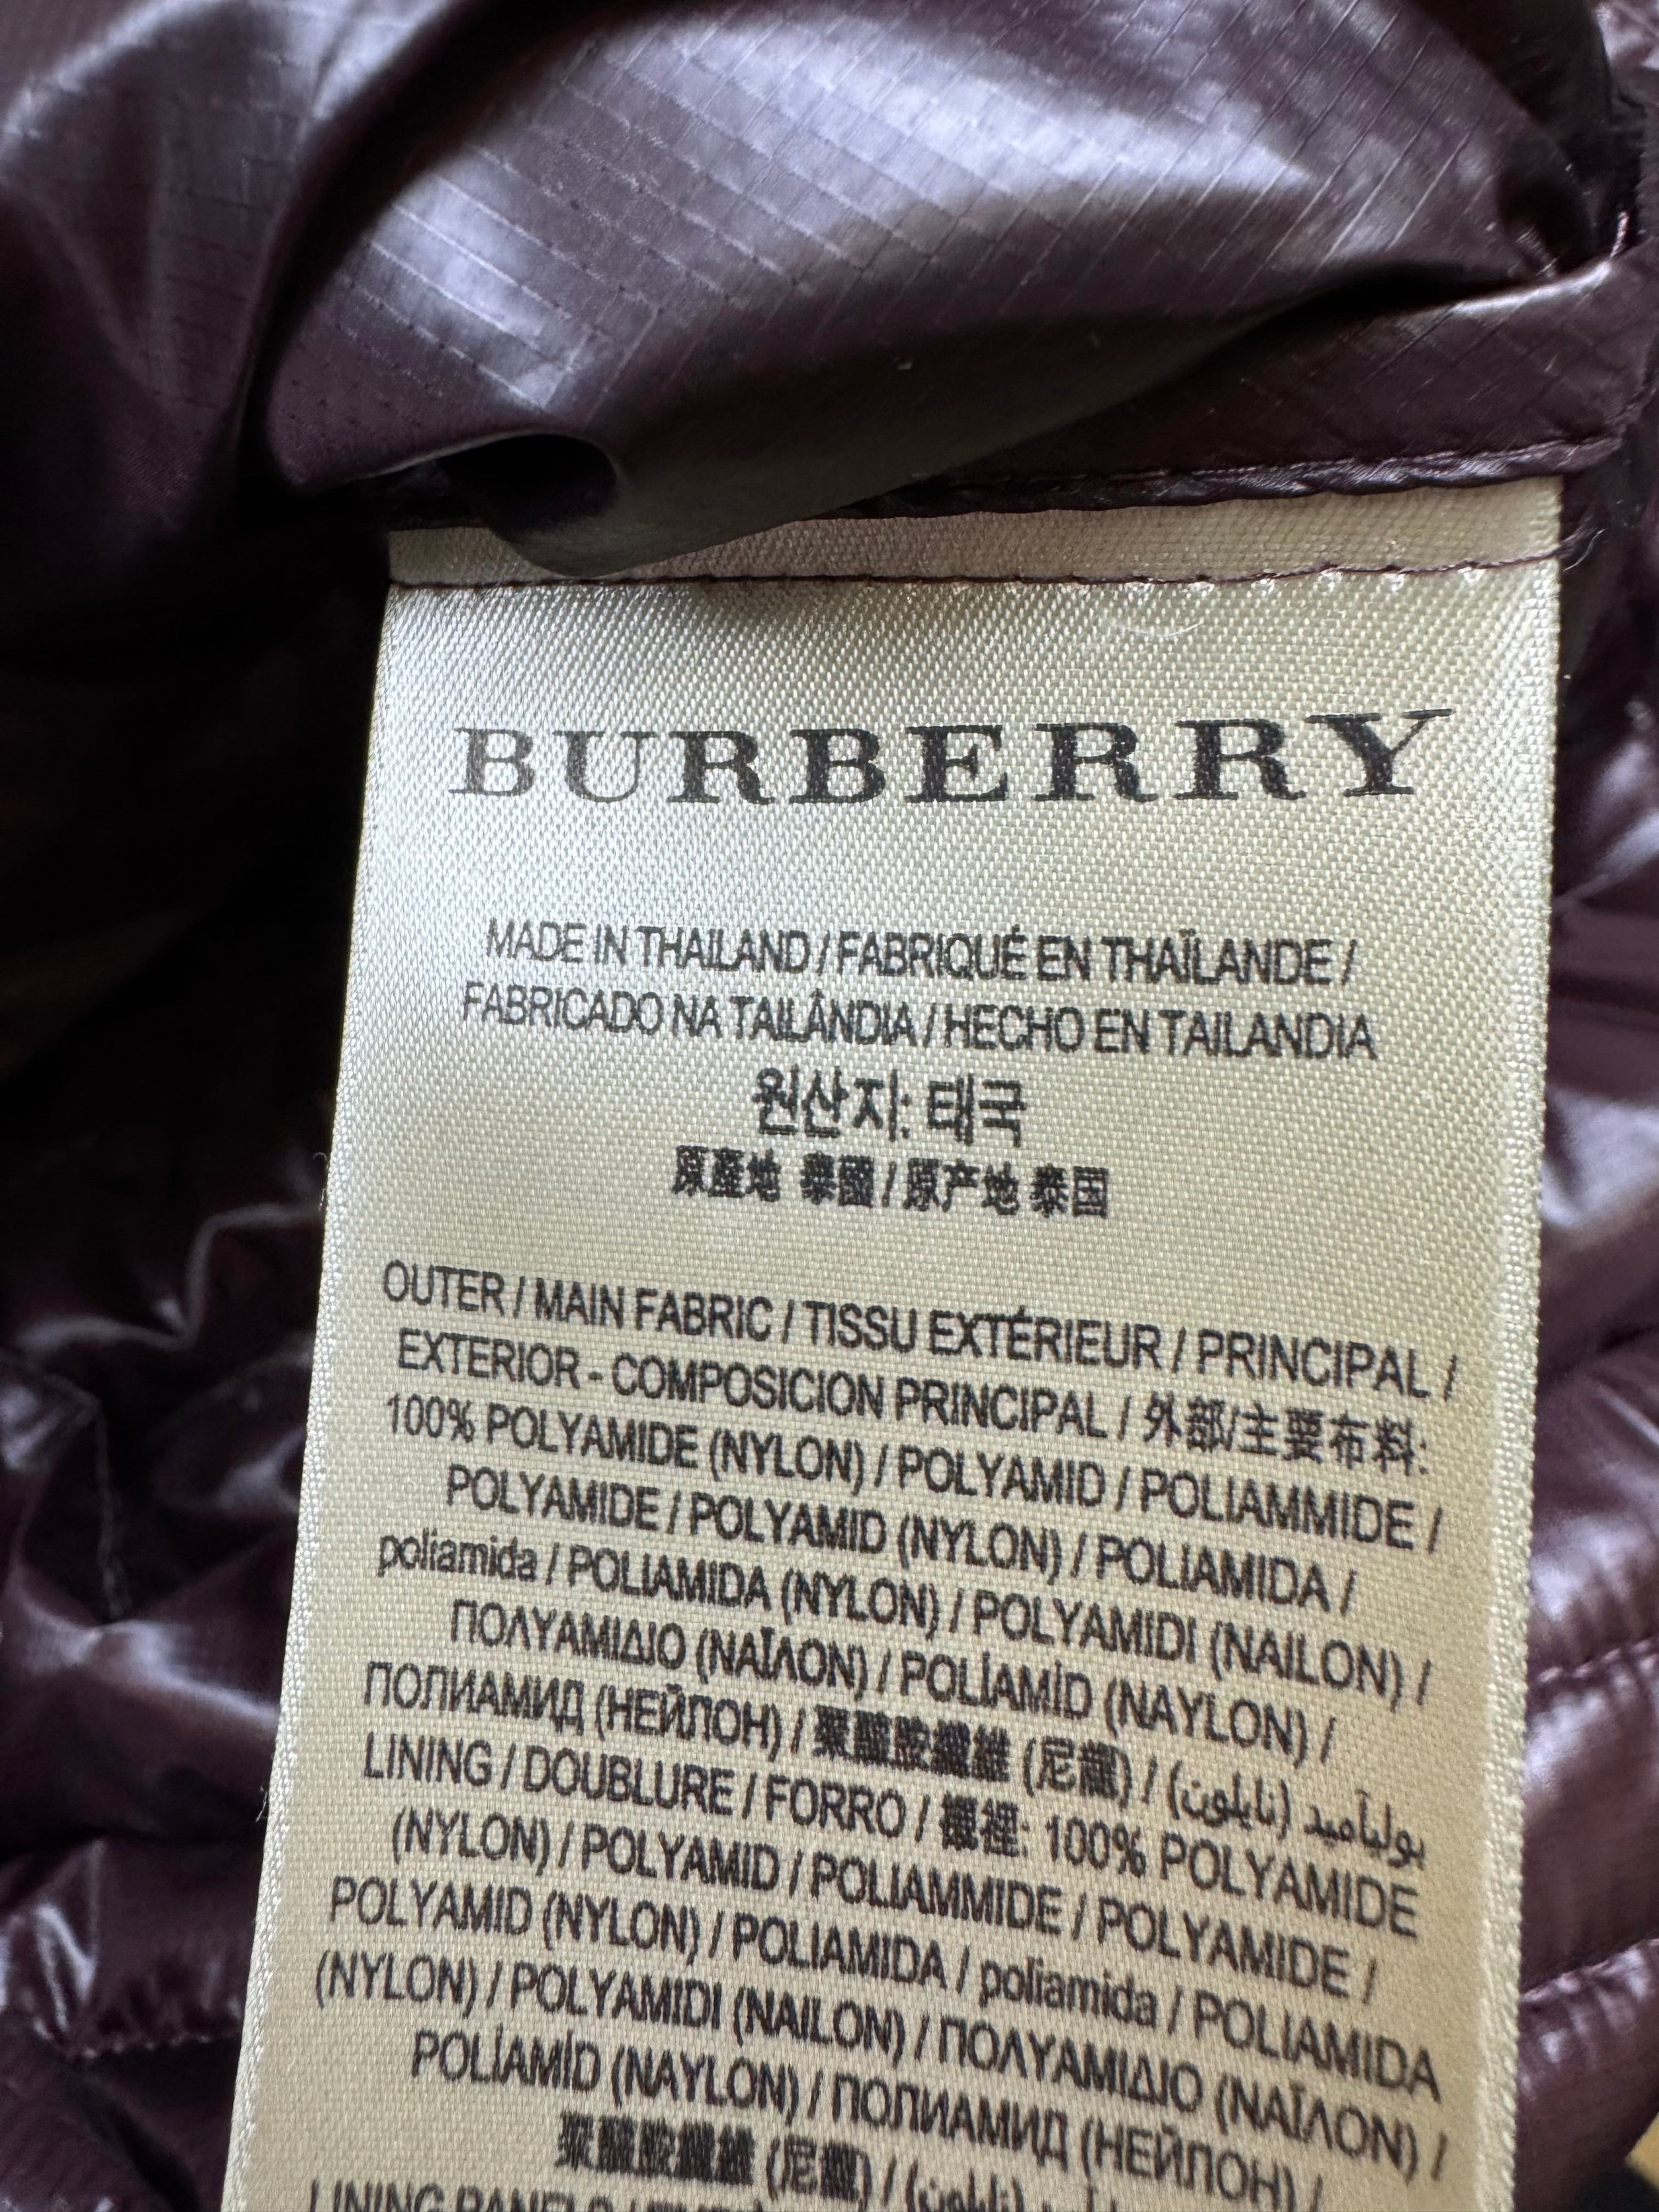 BURBERRY
MADE IN THAILAND / FABRIQUÉ EN THAÏLANDE /
FABRICADO NA TAILÂNDIA / HECHO EN TAILANDIA
원산지: 태국
原產地 泰國 / 原产地 泰国
OUTER / MAIN FABRIC / TISSU EXTÉRIEUR / PRINCIPAL /
EXTERIOR - COMPOSICION PRINCIPAL / 外部/主要布料:
100% POLYAMIDE (NYLON) / POLYAMID / POLIAMMIDE /
POLYAMIDE / POLYAMID (NYLON) / POLIAMIDA /
poliamida / POLIAMIDA (NYLON) / POLYAMIDI (NAILON) /
ΠΟΛΥΑΜΙΔΙΟ (ΝΑΪΛΟΝ) / POLİAMİD (NAYLON) /
ПОЛИАМИД (НЕЙЛОН) / 聚醯胺纖維 (尼龍) / بوليأميد (نايلون)
LINING / DOUBLURE / FORRO / 襯裡: 100% POLYAMIDE
(NYLON) / POLYAMID / POLIAMMIDE / POLYAMIDE /
POLYAMID (NYLON) / POLIAMIDA / poliamida / POLIAMIDA
(NYLON) / POLYAMIDI (NAILON) / ΠΟΛΥΑΜΙΔΙΟ (ΝΑΪΛΟΝ) /
POLİAMİD (NAYLON) / ПОЛИАМИД (НЕЙЛОН) /
聚醯胺纖維 (尼龍) / (نايلون)
LINING